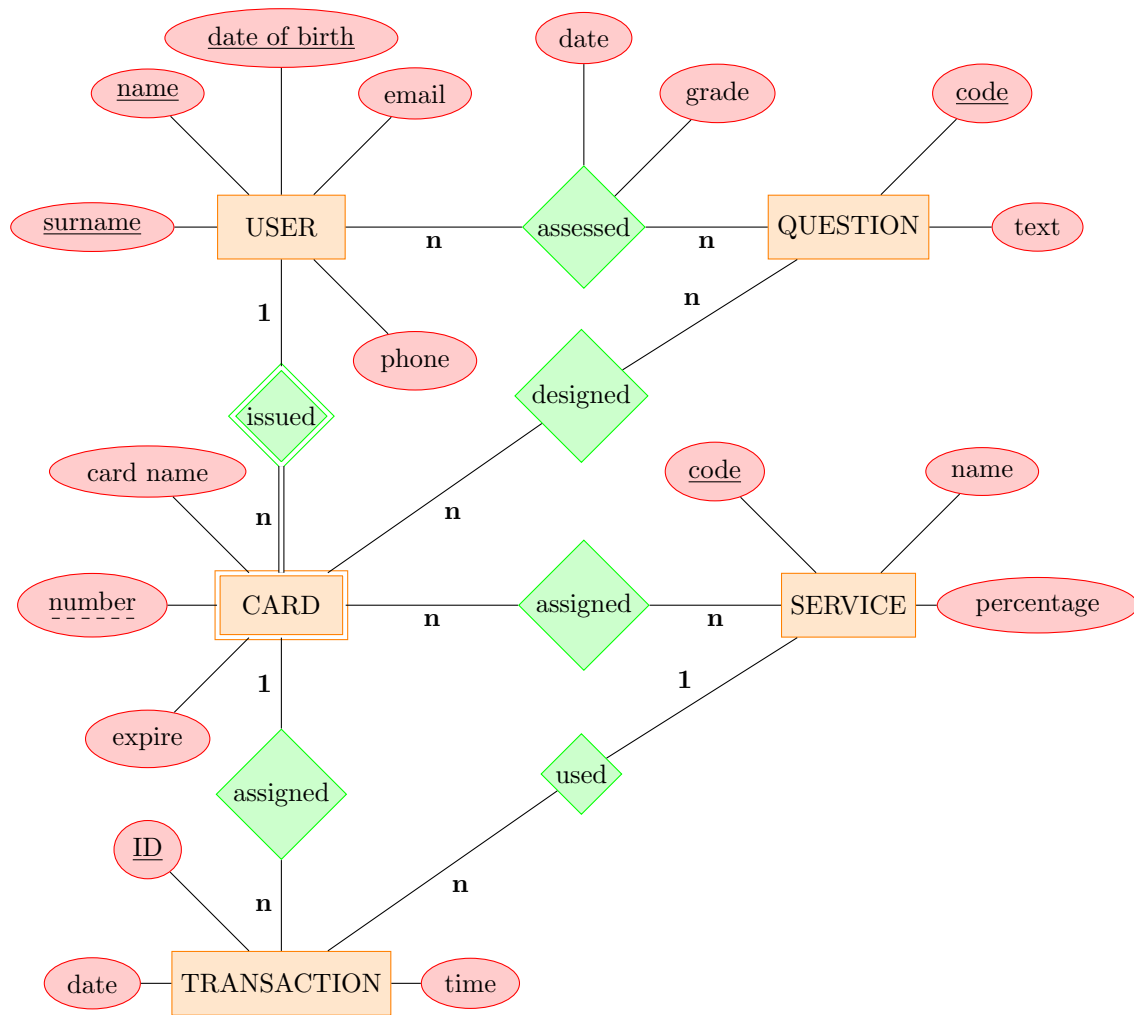 date of birth
date
name
email
grade
code
surname
USER
assessed
QUESTION
text
n
n
n
1
phone
designed
issued
card name
code
name
n
n
number
CARD
assigned
SERVICE
percentage
n
n
1
1
expire
used
assigned
ID
n
n
date
TRANSACTION
time